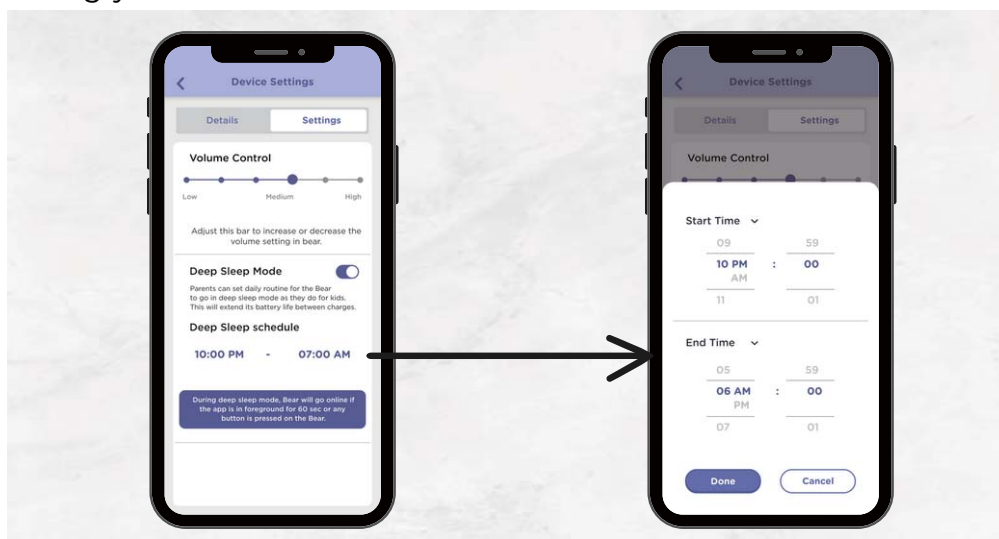 Device Settings
Details Settings
Volume Control
Low Medium High
Adjust this bar to increase or decrease the
volume setting in bear.
Deep Sleep Mode
Parents can set daily routine for the Bear
to go in deep sleep mode as they do for kids.
This will extend its battery life between charges.
Deep Sleep schedule
10:00 PM - 07:00 AM
During deep sleep mode, Bear will go online if
the app is in foreground for 60 sec or any
button is pressed on the Bear.
Device Settings
Details Settings
Volume Control
Start Time
09 59
10 PM : 00
AM
11 01
End Time
05 59
06 AM : 00
PM
07 01
Done Cancel